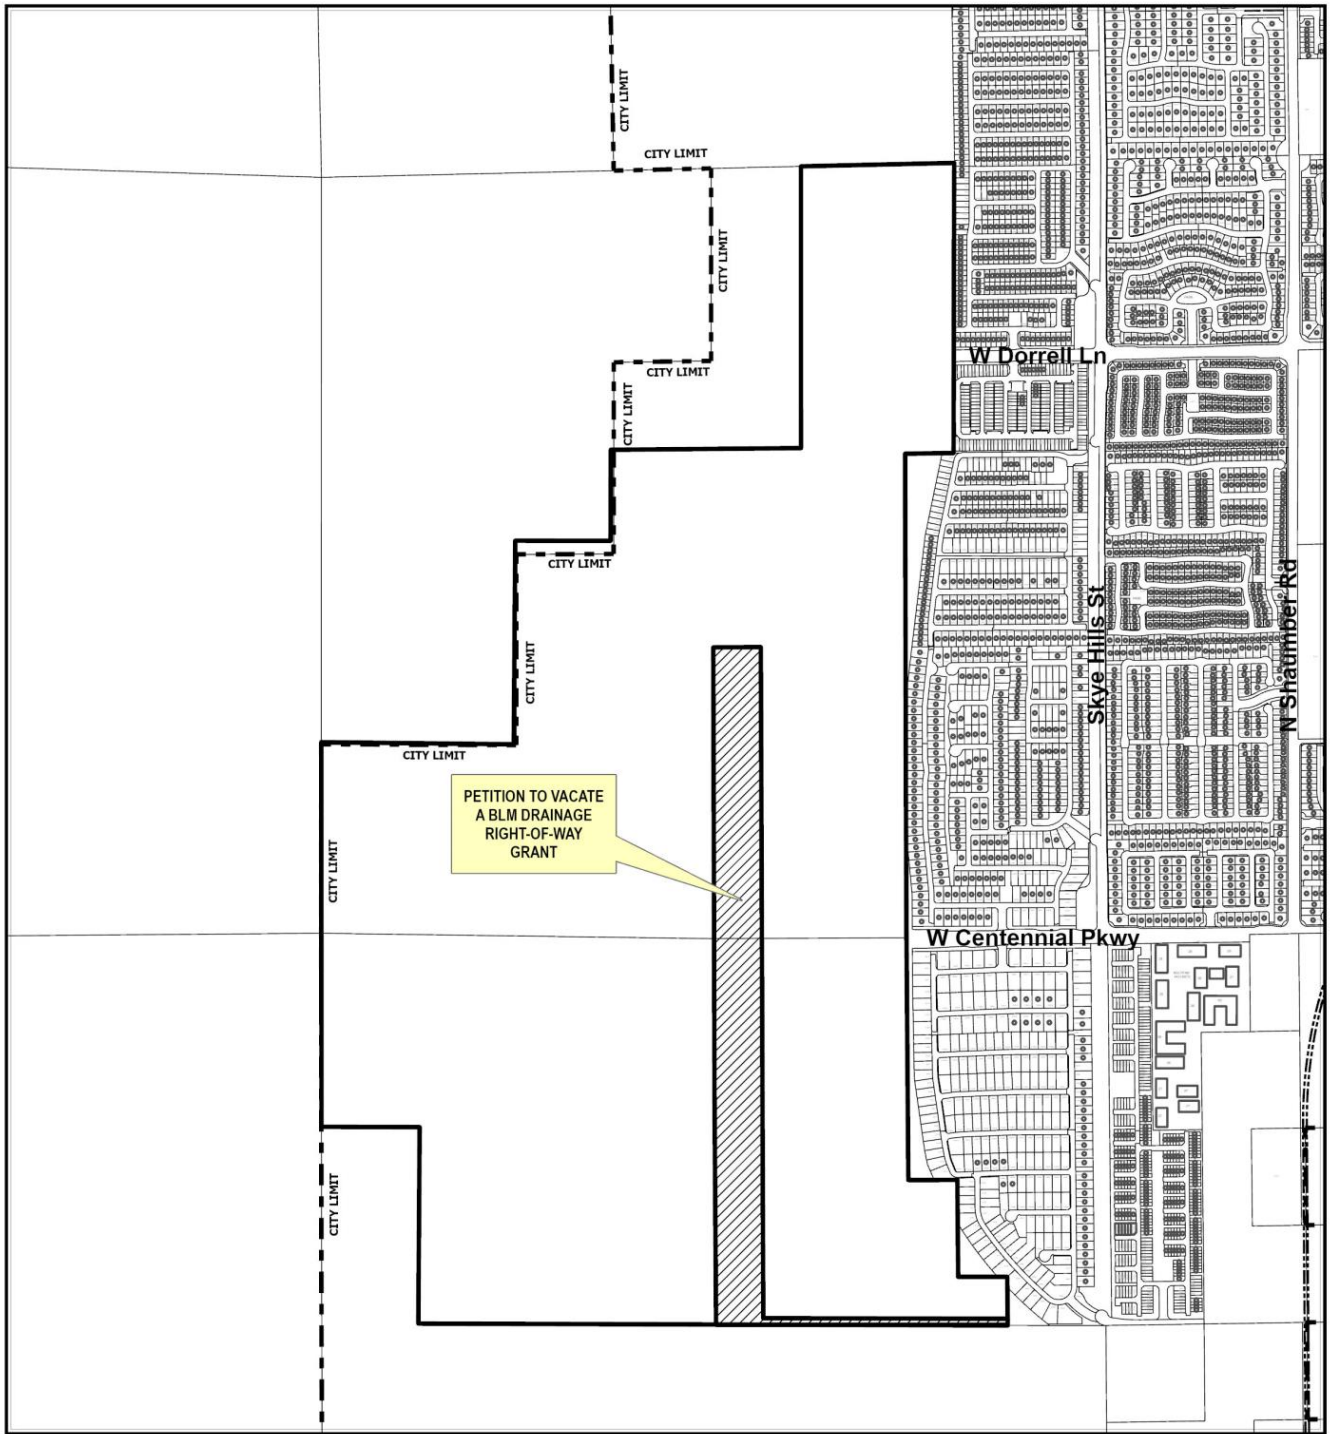 CITY LIMIT
CITY LIMIT
CITY LIMIT
W Dorrell Ln
CITY LIMIT
CITY LIMIT
CITY LIMIT
Skye Hills St
N Shaumber Rd
CITY LIMIT
CITY LIMIT
PETITION TO VACATE
A BLM DRAINAGE
RIGHT-OF-WAY
GRANT
CITY LIMIT
W Centennial Pkwy
CITY LIMIT